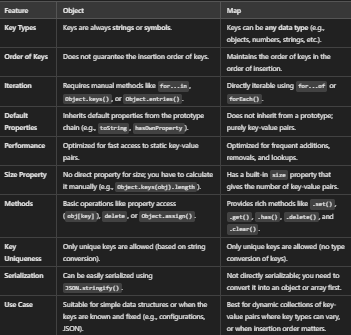 Feature Object Map
Key Types Keys are always strings or symbols. Keys can be any data type (e.g.,
objects, numbers, strings, etc.).
Order of Keys Does not guarantee the insertion order of keys. Maintains the order of keys in the
order of insertion.
Iteration Requires manual methods like for...in, Directly iterable using for...of or
Object.keys(), or Object.entries(). forEach().
Default Inherits default properties from the prototype Does not inherit from a prototype;
Properties chain (e.g., toString, hasOwnProperty). purely key-value pairs.
Performance Optimized for fast access to static key-value Optimized for frequent additions,
pairs. removals, and lookups.
Size Property No direct property for size; you have to calculate Has a built-in size property that
it manually (e.g., Object.keys(obj).length). gives the number of key-value pairs.
Methods Basic operations like property access Provides rich methods like .set(),
(obj[key]), delete, or Object.assign(). .get(), .has(), .delete(), and
.clear().
Key Only unique keys are allowed (based on string Only unique keys are allowed (no type
Uniqueness conversion). conversion of keys).
Serialization Can be easily serialized using Not directly serializable; you need to
JSON.stringify(). convert it into an object or array first.
Use Case Suitable for simple data structures or when the Best for dynamic collections of key-
keys are known and fixed (e.g., configurations, value pairs where key types can vary,
JSON). or when insertion order matters.